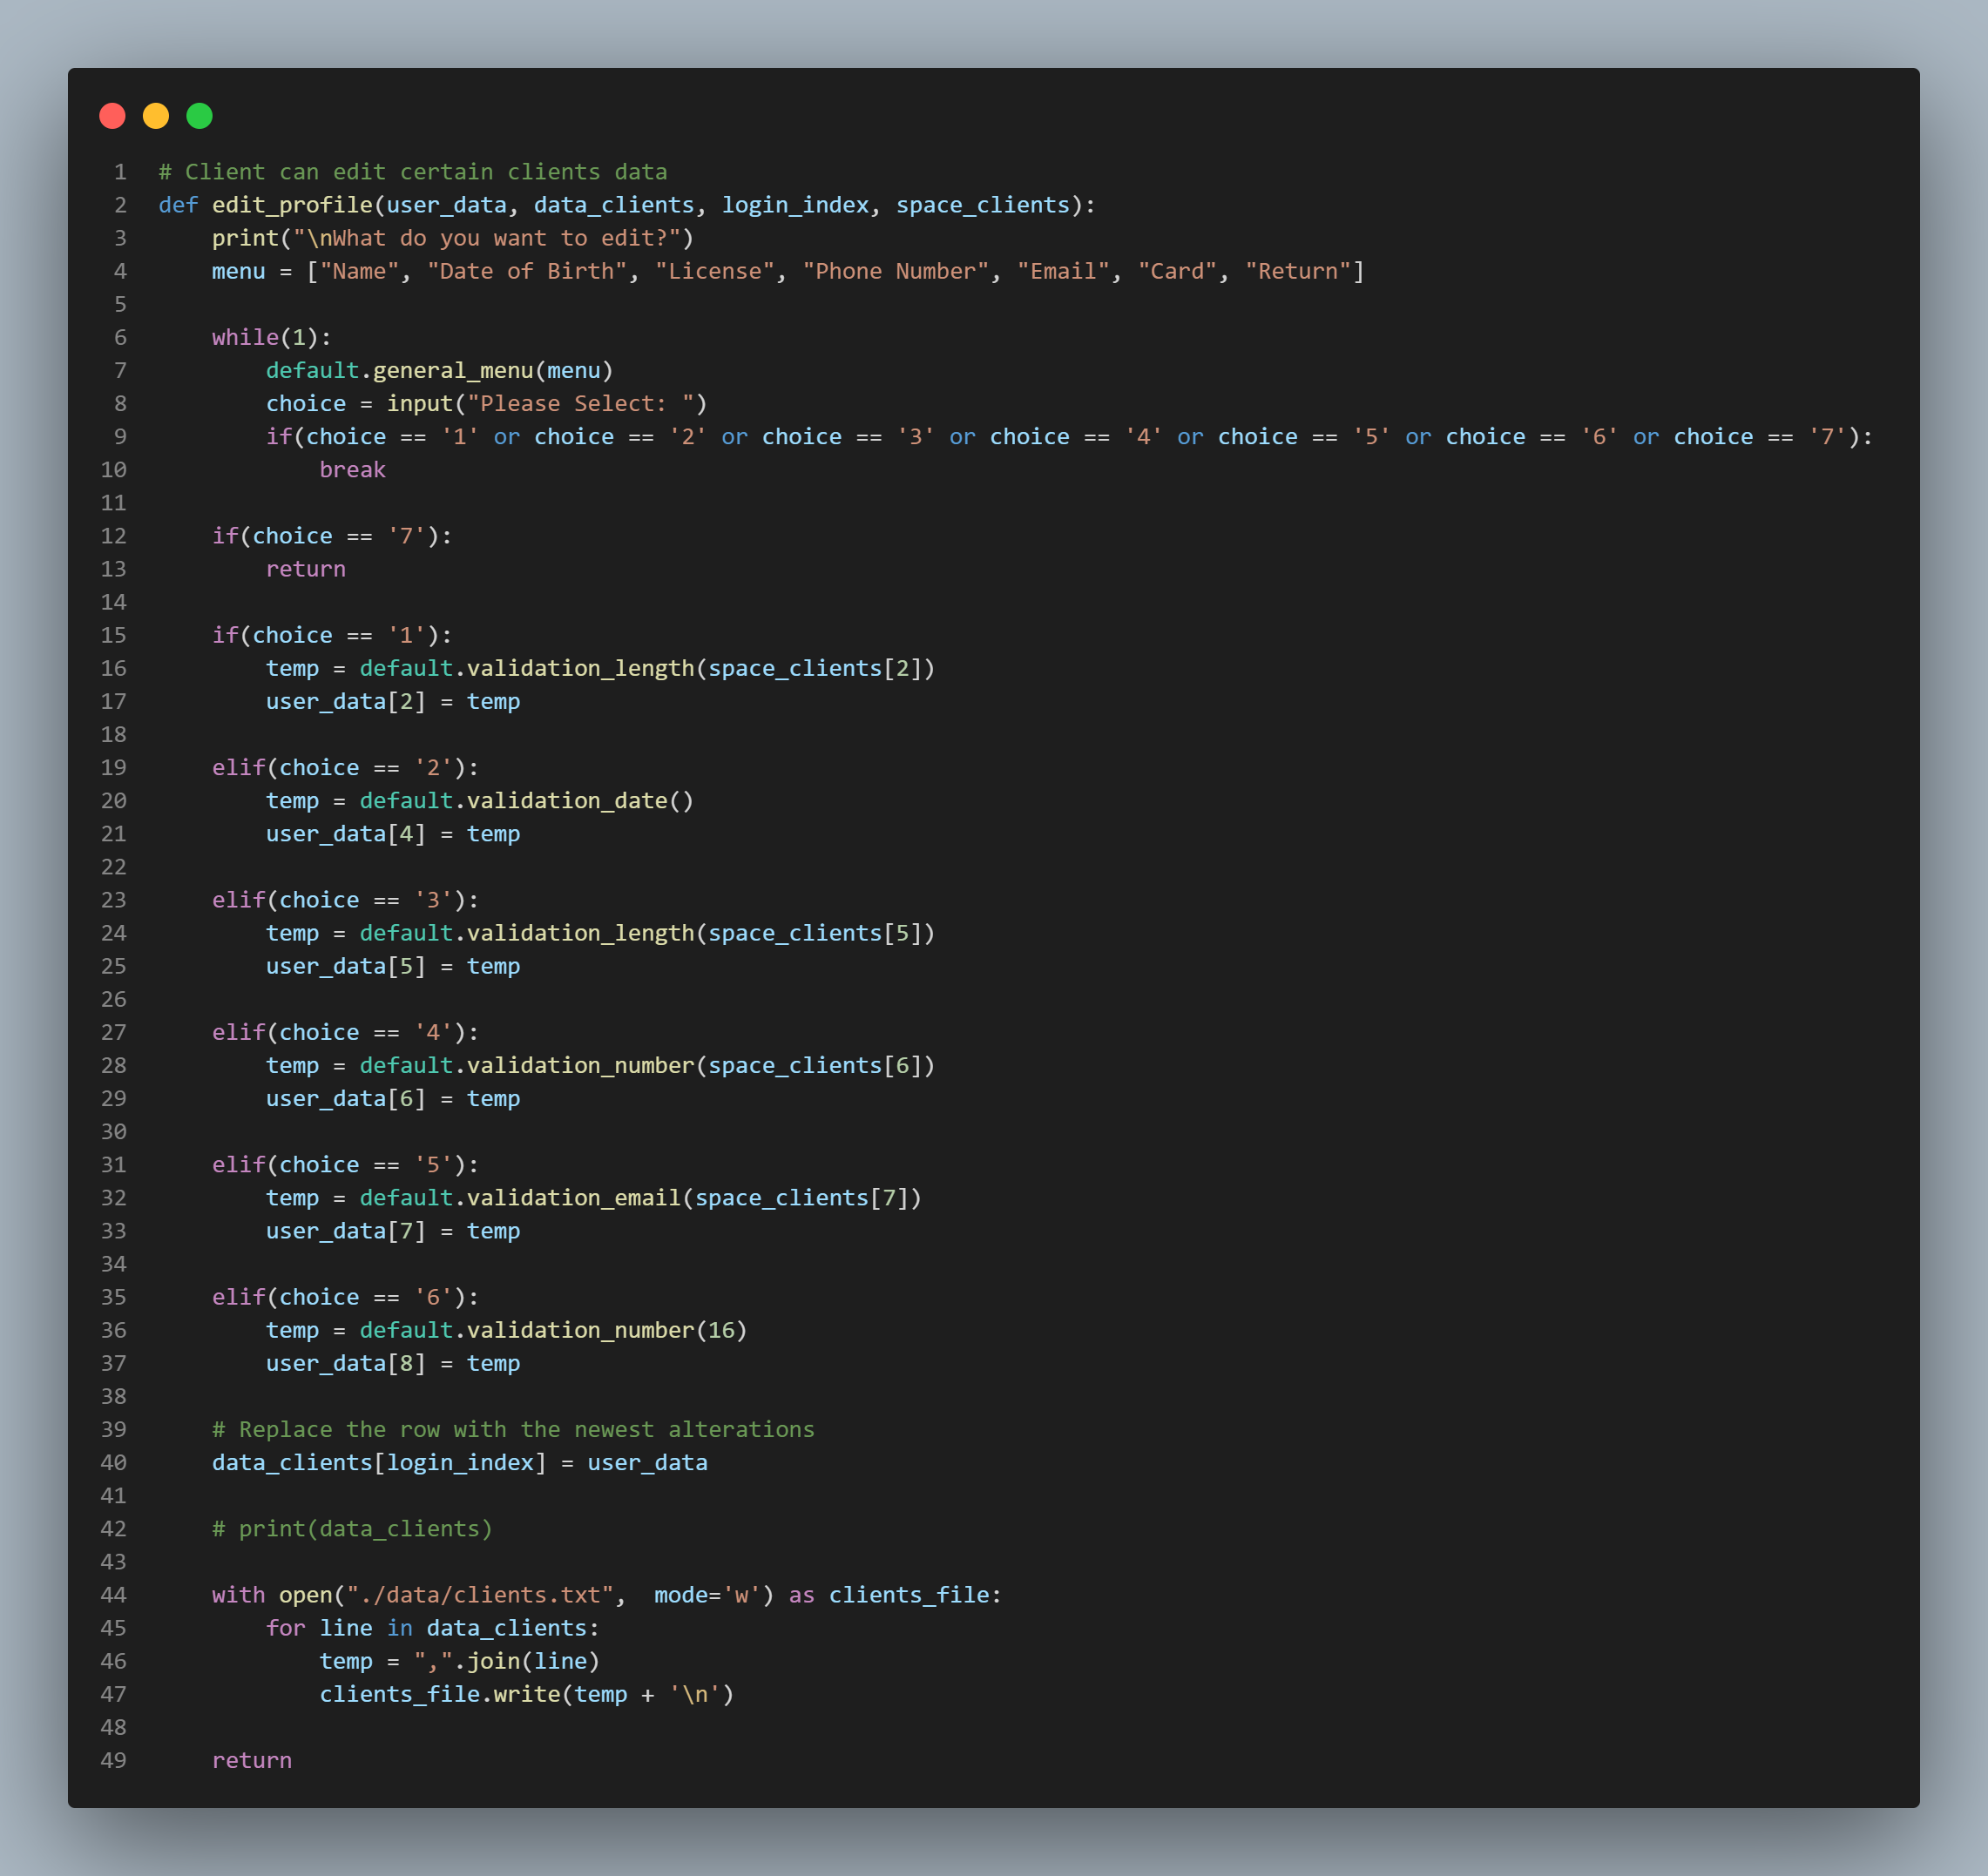 1 # Client can edit certain clients data
2 def edit_profile(user_data, data_clients, login_index, space_clients):
3     print("\nWhat do you want to edit?")
4     menu = ["Name", "Date of Birth", "License", "Phone Number", "Email", "Card", "Return"]
5
6     while(1):
7         default.general_menu(menu)
8         choice = input("Please Select: ")
9         if(choice == '1' or choice == '2' or choice == '3' or choice == '4' or choice == '5' or choice == '6' or choice == '7'):
10             break
11
12     if(choice == '7'):
13         return
14
15     if(choice == '1'):
16         temp = default.validation_length(space_clients[2])
17         user_data[2] = temp
18
19     elif(choice == '2'):
20         temp = default.validation_date()
21         user_data[4] = temp
22
23     elif(choice == '3'):
24         temp = default.validation_length(space_clients[5])
25         user_data[5] = temp
26
27     elif(choice == '4'):
28         temp = default.validation_number(space_clients[6])
29         user_data[6] = temp
30
31     elif(choice == '5'):
32         temp = default.validation_email(space_clients[7])
33         user_data[7] = temp
34
35     elif(choice == '6'):
36         temp = default.validation_number(16)
37         user_data[8] = temp
38
39     # Replace the row with the newest alterations
40     data_clients[login_index] = user_data
41
42     # print(data_clients)
43
44     with open("./data/clients.txt",  mode='w') as clients_file:
45         for line in data_clients:
46             temp = ",".join(line)
47             clients_file.write(temp + '\n')
48
49     return